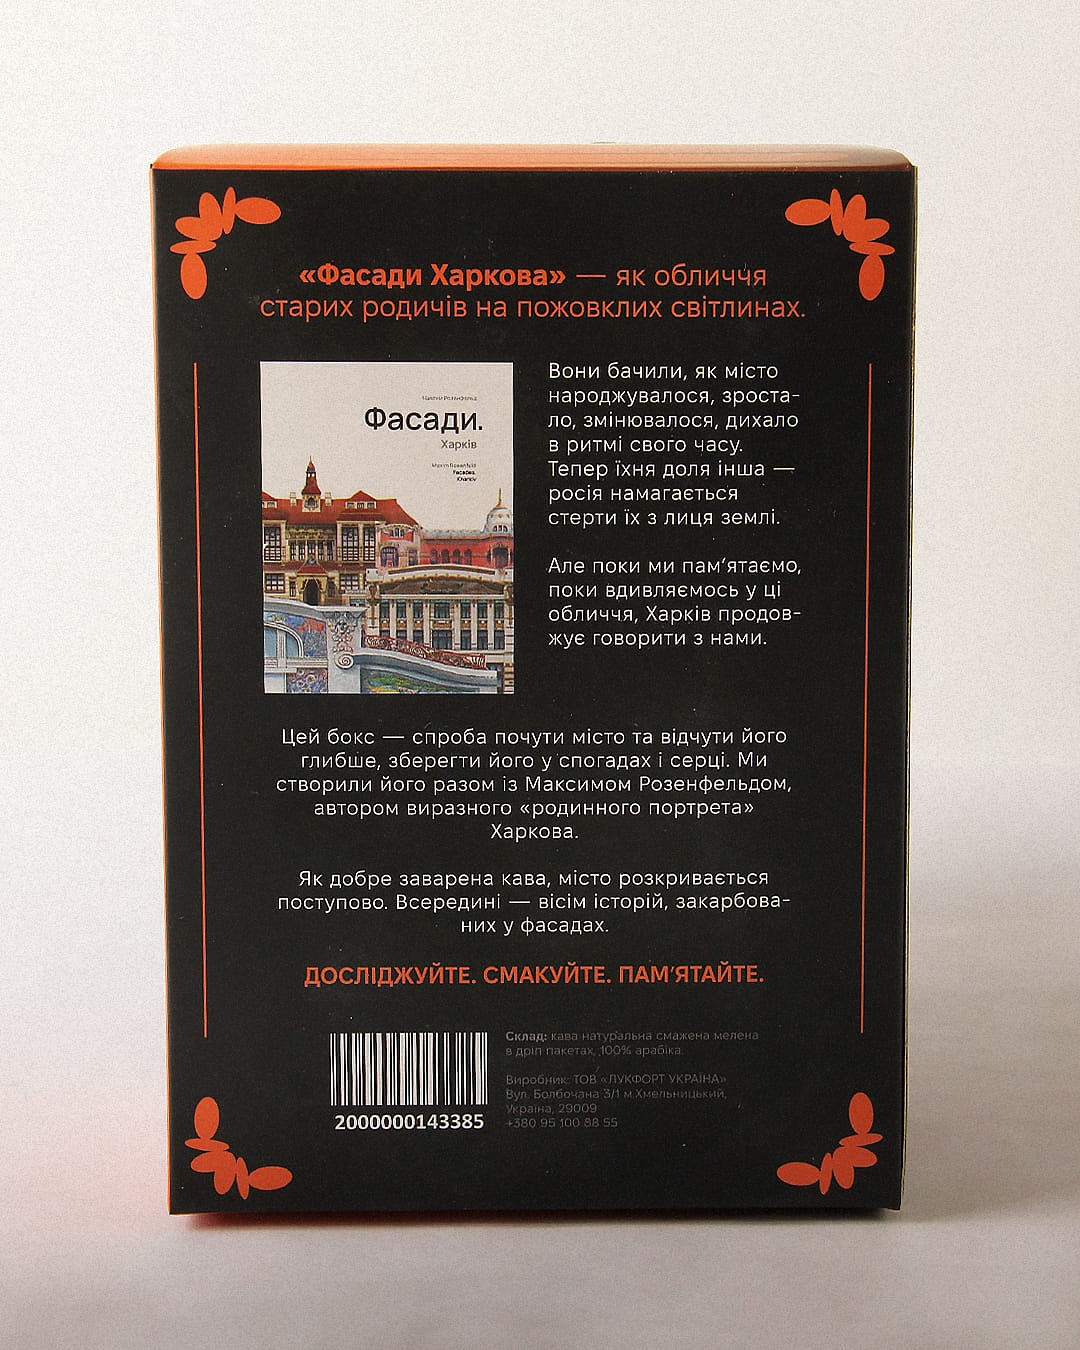 «Фасади Харкова» — як обличчя
старих родичів на пожовклих світлинах.
Максим Розенфельд
Фасади.
Харків
Maxim Rosenfeld
Facades.
Kharkiv
Вони бачили, як місто
народжувалося, зроста-
ло, змінювалося, дихало
в ритмі свого часу.
Тепер їхня доля інша —
росія намагається
стерти їх з лиця землі.
Але поки ми пам’ятаємо,
поки вдивляємось у ці
обличчя, Харків продов-
жує говорити з нами.
Цей бокс — спроба почути місто та відчути його
глибше, зберегти його у спогадах і серці. Ми
створили його разом із Максимом Розенфельдом,
автором виразного «родинного портрета»
Харкова.
Як добре заварена кава, місто розкривається
поступово. Всередині — вісім історій, закарбова-
них у фасадах.
ДОСЛІДЖУЙТЕ. СМАКУЙТЕ. ПАМ’ЯТАЙТЕ.
2000000143385
Склад: кава натуральна смажена мелена
в дріп пакетах, 100% арабіка.
Виробник: ТОВ «ЛУКФОРТ УКРАЇНА»
Вул. Болбочана 3/1 м.Хмельницький,
Україна, 29009
+380 95 100 88 55